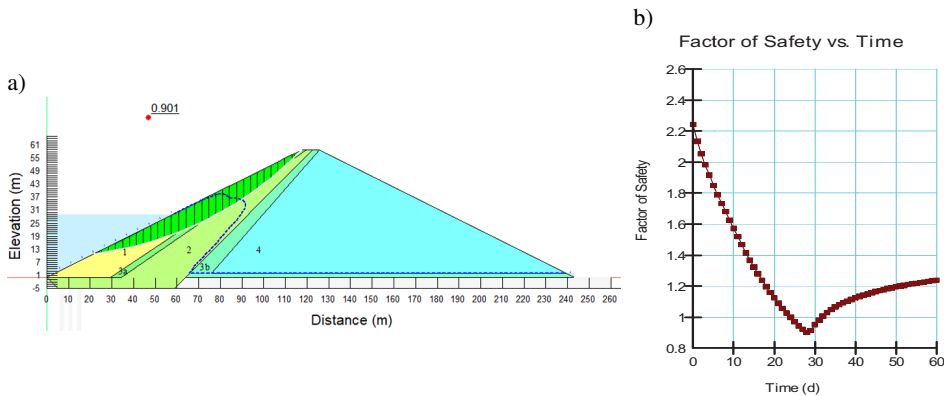 a)
0.901
61
55
49
43
37
31
25
19
13
7
1
-5
Elevation (m)
1
3a
2
3b
4
0 10 20 30 40 50 60 70 80 90 100 110 120 130 140 150 160 170 180 190 200 210 220 230 240 250 260
Distance (m)
b)
Factor of Safety vs. Time
2.6
2.4
2.2
2
1.8
1.6
1.4
1.2
1
0.8
Factor of Safety
0 10 20 30 40 50 60
Time (d)